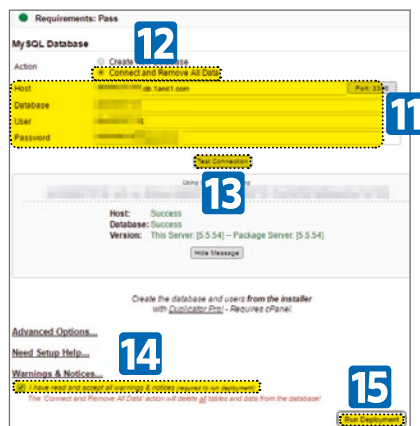 Requirements: Pass
MySQL Database
12
Action
Create
Connect and Remove All Data
Host db.1and1.com Port: 33
Database
11
User
Password
Test Connection
13
Host: Success
Database: Success
Version: This Server: [5.5.54] -- Package Server: [5.5.54]
Hide Message
Create the database and users from the installer
with Duplicator Pro! - Requires cPanel.
Advanced Options...
Need Setup Help...
14
Warnings & Notices...
I have read and accept all warnings & notices (required to run deployment)
15
The 'Connect and Remove All Data' action will delete all tables and data from the database!
Run Deployment